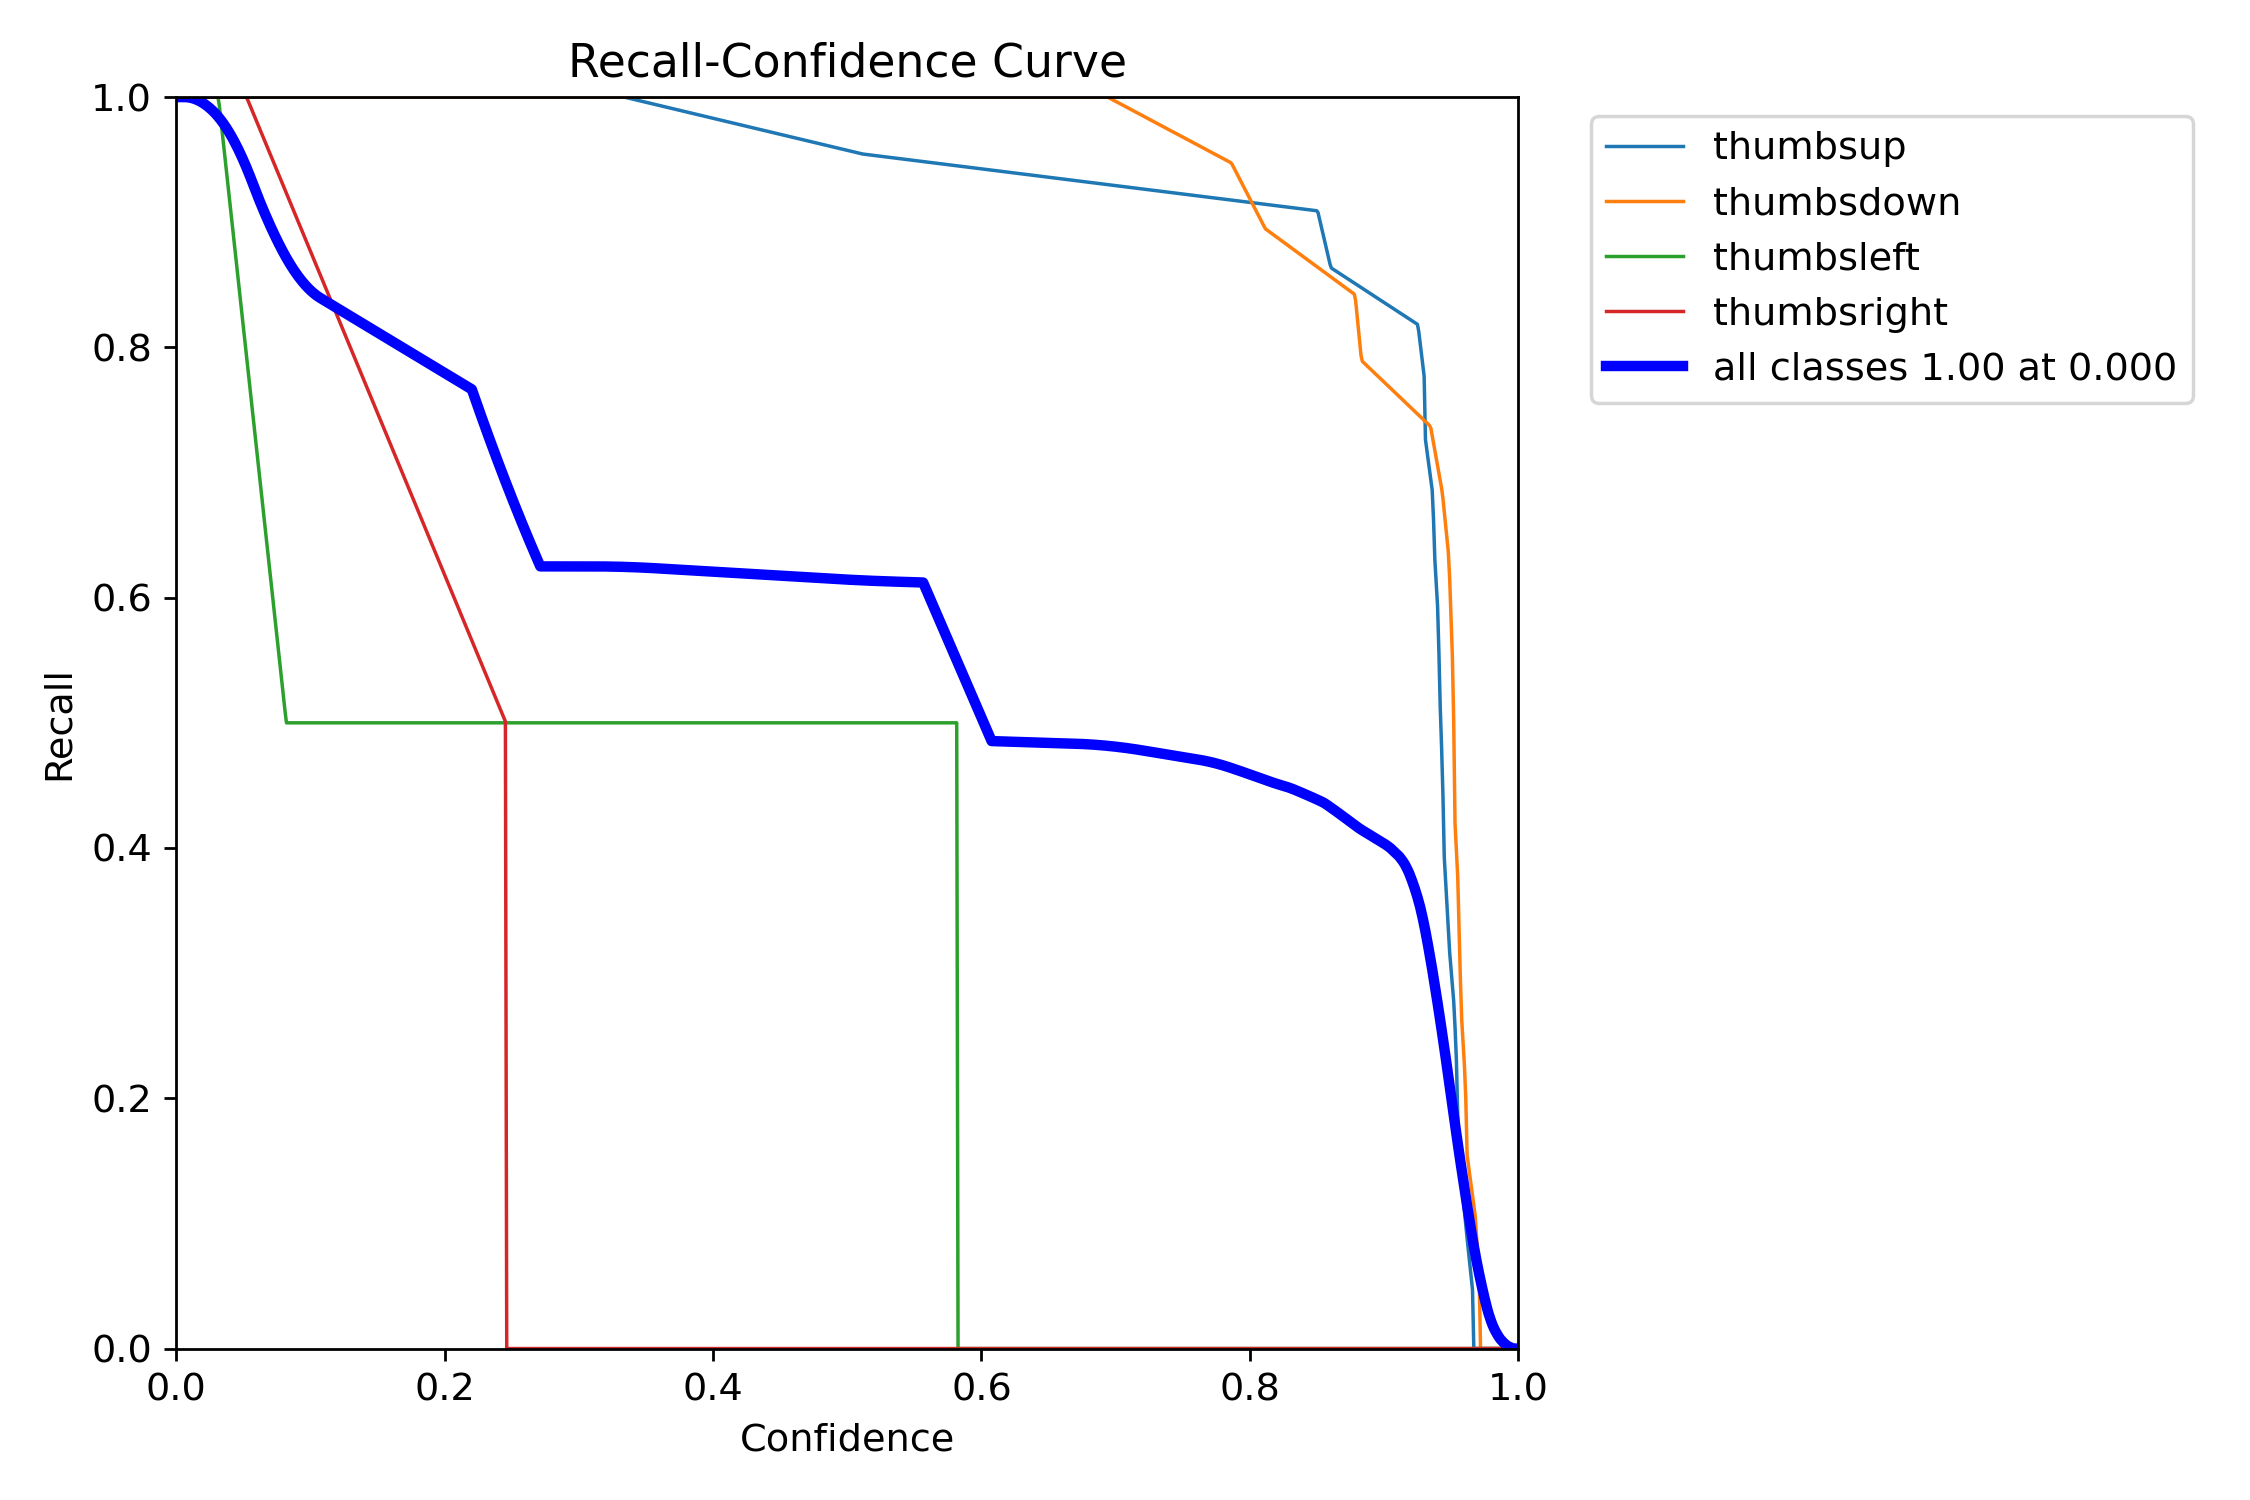 Recall-Confidence Curve
1.0
0.8
0.6
0.4
0.2
0.0
Recall
0.0 0.2 0.4 0.6 0.8 1.0
Confidence
thumbsup
thumbsdown
thumbsleft
thumbsright
all classes 1.00 at 0.000